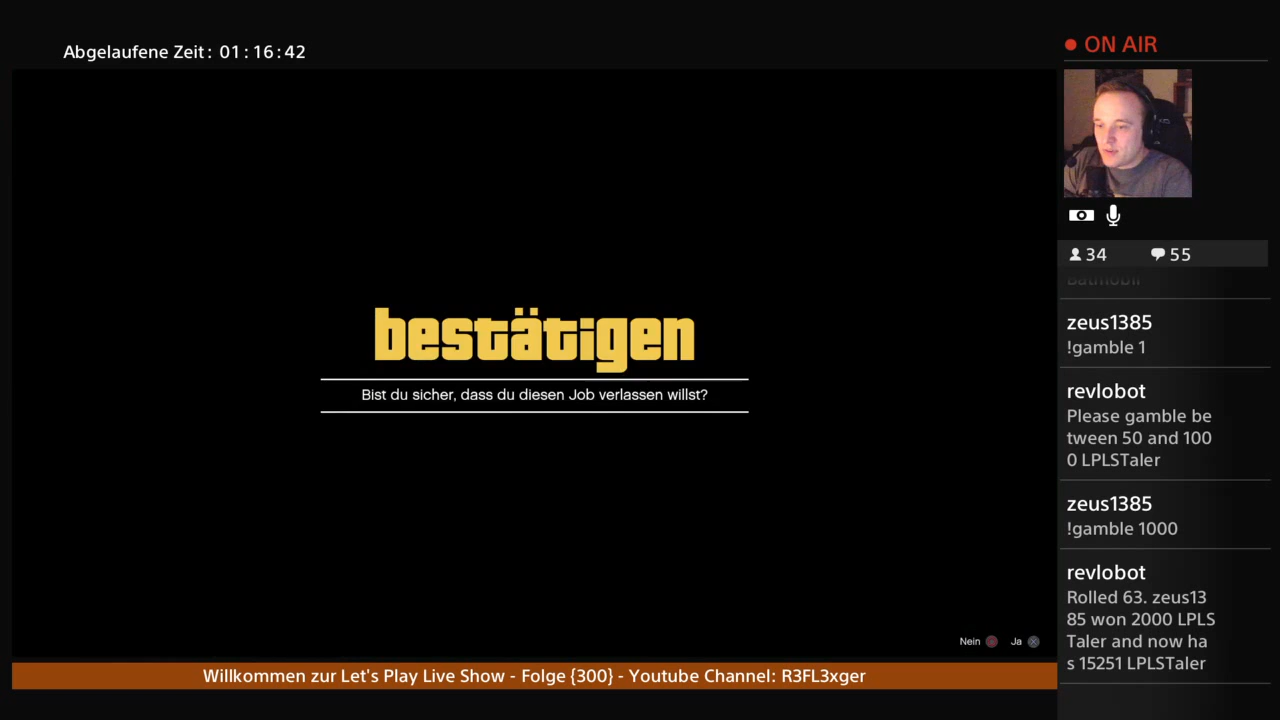 Abgelaufene Zeit: 01:16:42
ON AIR
34 55
Batmobil
zeus1385
!gamble 1
revlobot
Please gamble be
tween 50 and 100
0 LPLSTaler
zeus1385
!gamble 1000
revlobot
Rolled 63. zeus13
85 won 2000 LPLS
Taler and now ha
s 15251 LPLSTaler
bestätigen
Bist du sicher, dass du diesen Job verlassen willst?
Nein Ja
Willkommen zur Let's Play Live Show - Folge {300} - Youtube Channel: R3FL3xger